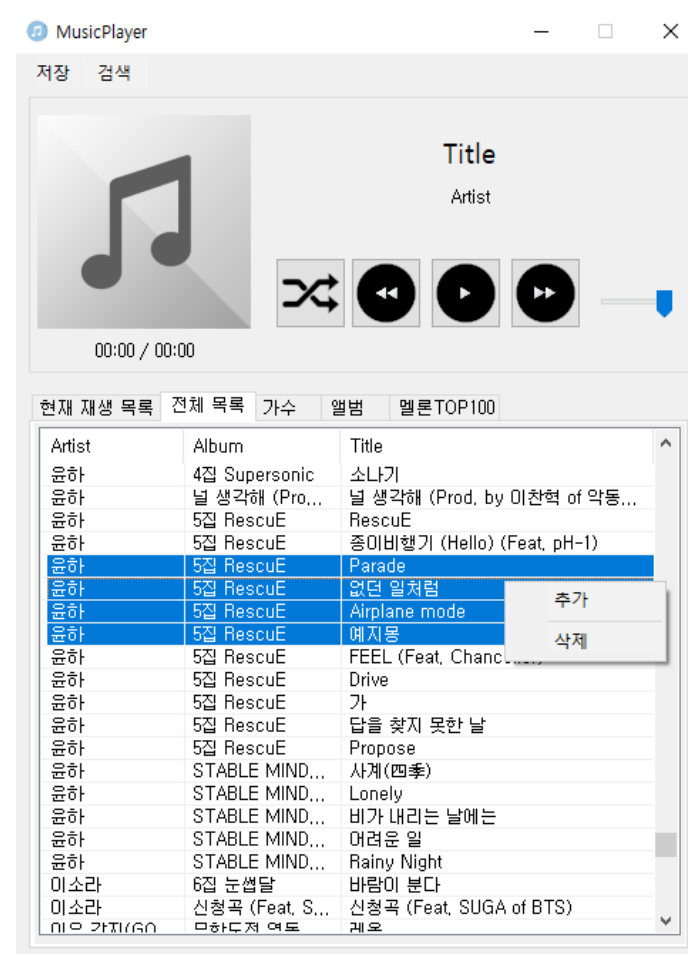 MusicPlayer
저장 검색
Title
Artist
00:00 / 00:00
현재 재생 목록 전체 목록 가수 앨범 멜론TOP100
Artist Album Title
윤하 4집 Supersonic 소나기
윤하 널 생각해 (Pro... 널 생각해 (Prod. by 이찬혁 of 악동...
윤하 5집 RescuE RescuE
윤하 5집 RescuE 종이비행기 (Hello) (Feat. pH-1)
윤하 5집 RescuE Parade
윤하 5집 RescuE 없던 일처럼
추가
윤하 5집 RescuE Airplane mode
윤하 5집 RescuE 예지몽
삭제
윤하 5집 RescuE FEEL (Feat.
윤하 5집 RescuE Drive
윤하 5집 RescuE 가
윤하 5집 RescuE 답을 찾지 못한 날
윤하 5집 RescuE Propose
윤하 STABLE MIND... 사계(四季)
윤하 STABLE MIND... Lonely
윤하 STABLE MIND... 비가 내리는 날에는
윤하 STABLE MIND... 어려운 일
윤하 STABLE MIND... Rainy Night
이소라 6집 눈썹달 바람이 분다
이소라 신청곡 (Feat. S... 신청곡 (Feat. SUGA of BTS)